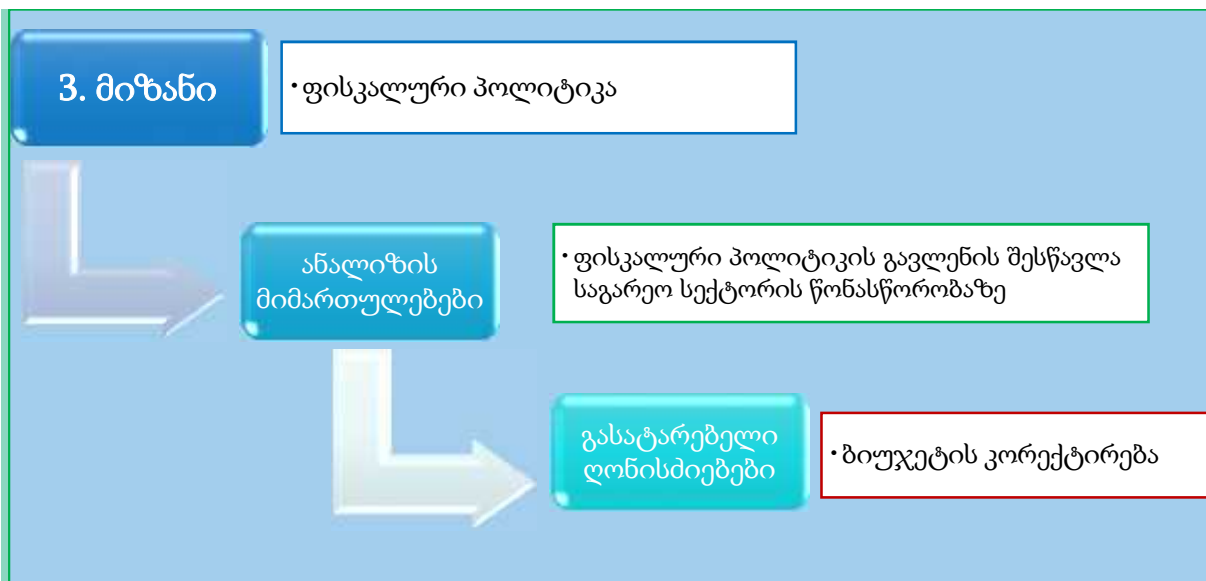 3. მიზანი
•ფისკალური პოლიტიკა
ანალიზის
მიმართულებები
•ფისკალური პოლიტიკის გავლენის შესწავლა
საგარეო სექტორის წონასწორობაზე
გასატარებელი
ღონისძიებები
•ბიუჯეტის კორექტირება